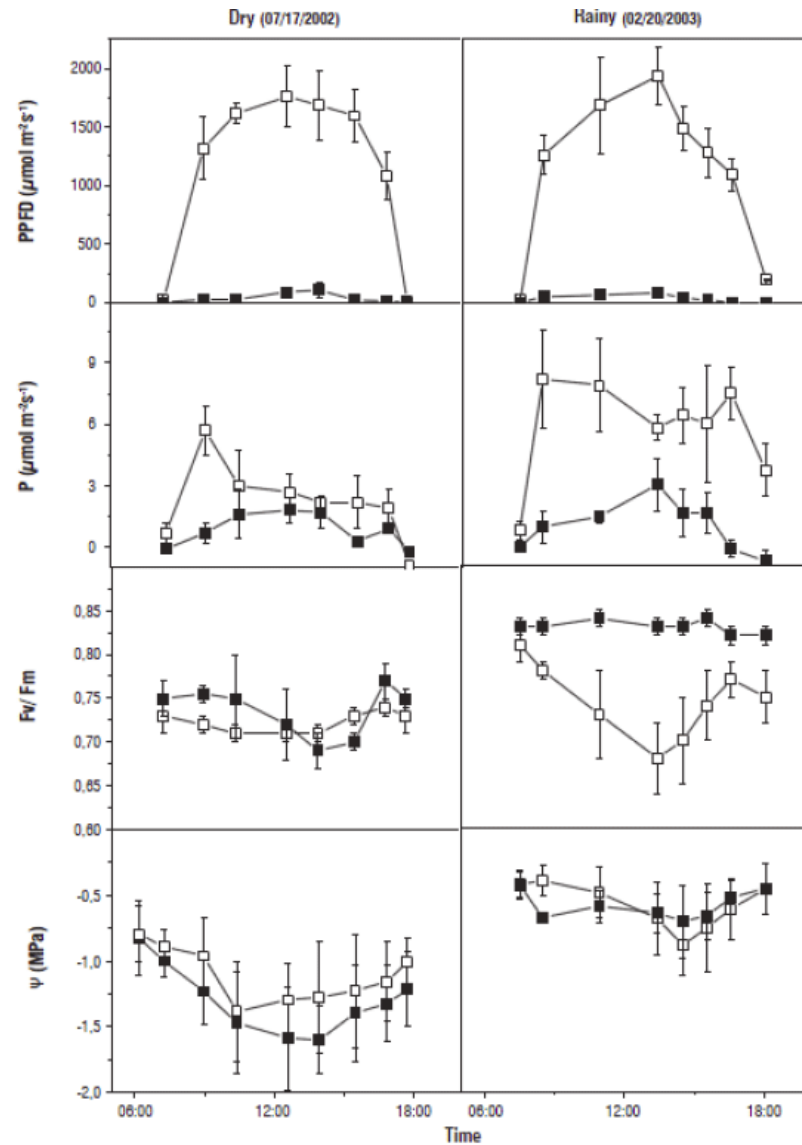 Dry (07/17/2002)
Rainy (02/20/2003)
PPFD (µmol m⁻²s⁻¹)
2000
1500
1000
500
0
P (µmol m⁻²s⁻¹)
9
6
3
0
Fv/ Fm
0,85
0,80
0,75
0,70
0,65
0,60
ψ (MPa)
-0,5
-1,0
-1,5
-2,0
06:00 12:00 18:00 06:00 12:00 18:00
Time